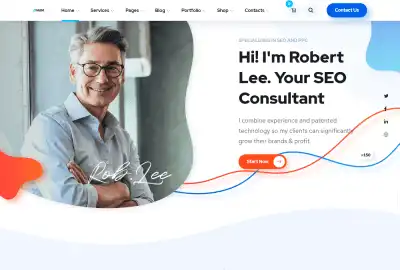 Home Services Pages Blog Portfolio Shop Contacts
Contact Us
SPECIALIZING IN SEO AND PPC
Hi! I'm Robert
Lee. Your SEO
Consultant
I combine experience and patented
technology so my clients can significantly
grow their brands & profit
Start Now
+150
Rob.Lee